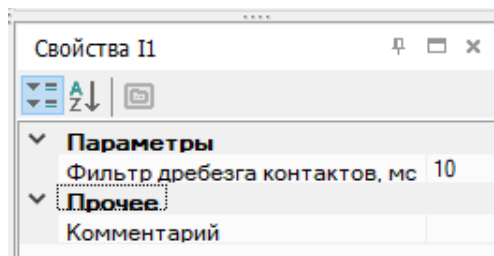 Свойства I1
Параметры
Фильтр дребезга контактов, мс 10
Прочее
Комментарий